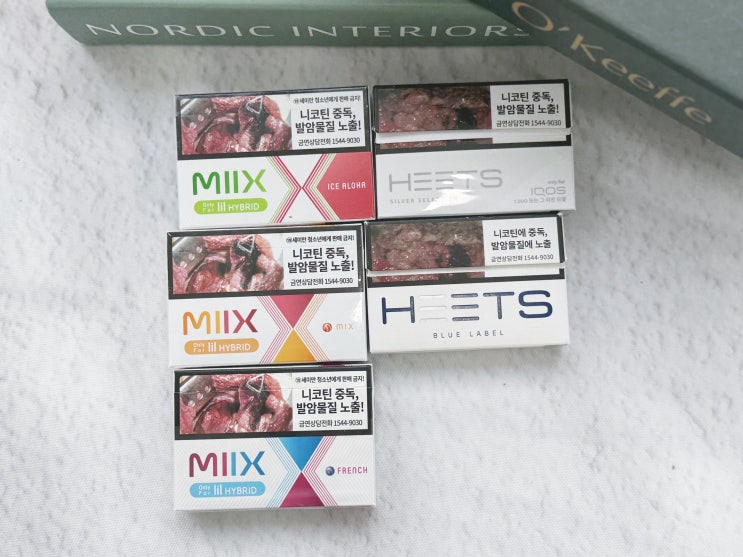 NORDIC INTERIORS
O'Keeffe
⑲세미만 청소년에게 판매 금지!
니코틴 중독,
발암물질 노출!
금연상담전화 1544-9030
MIIX
ICE ALOHA
Only
For lil HYBRID
니코틴 중독,
발암물질 노출!
금연상담전화 1544-9030
HEETS
SILVER SELECTION
only for
IQOS
⑲세미만 청소년에게 판매 금지!
니코틴 중독,
발암물질 노출!
금연상담전화 1544-9030
MIIX
MIX
Only
For lil HYBRID
니코틴에 중독,
발암물질에 노출
금연상담전화 1544-9030
HEETS
BLUE LABEL
⑲세미만 청소년에게 판매 금지!
니코틴 중독,
발암물질 노출!
금연상담전화 1544-9030
MIIX
FRENCH
Only
For lil HYBRID